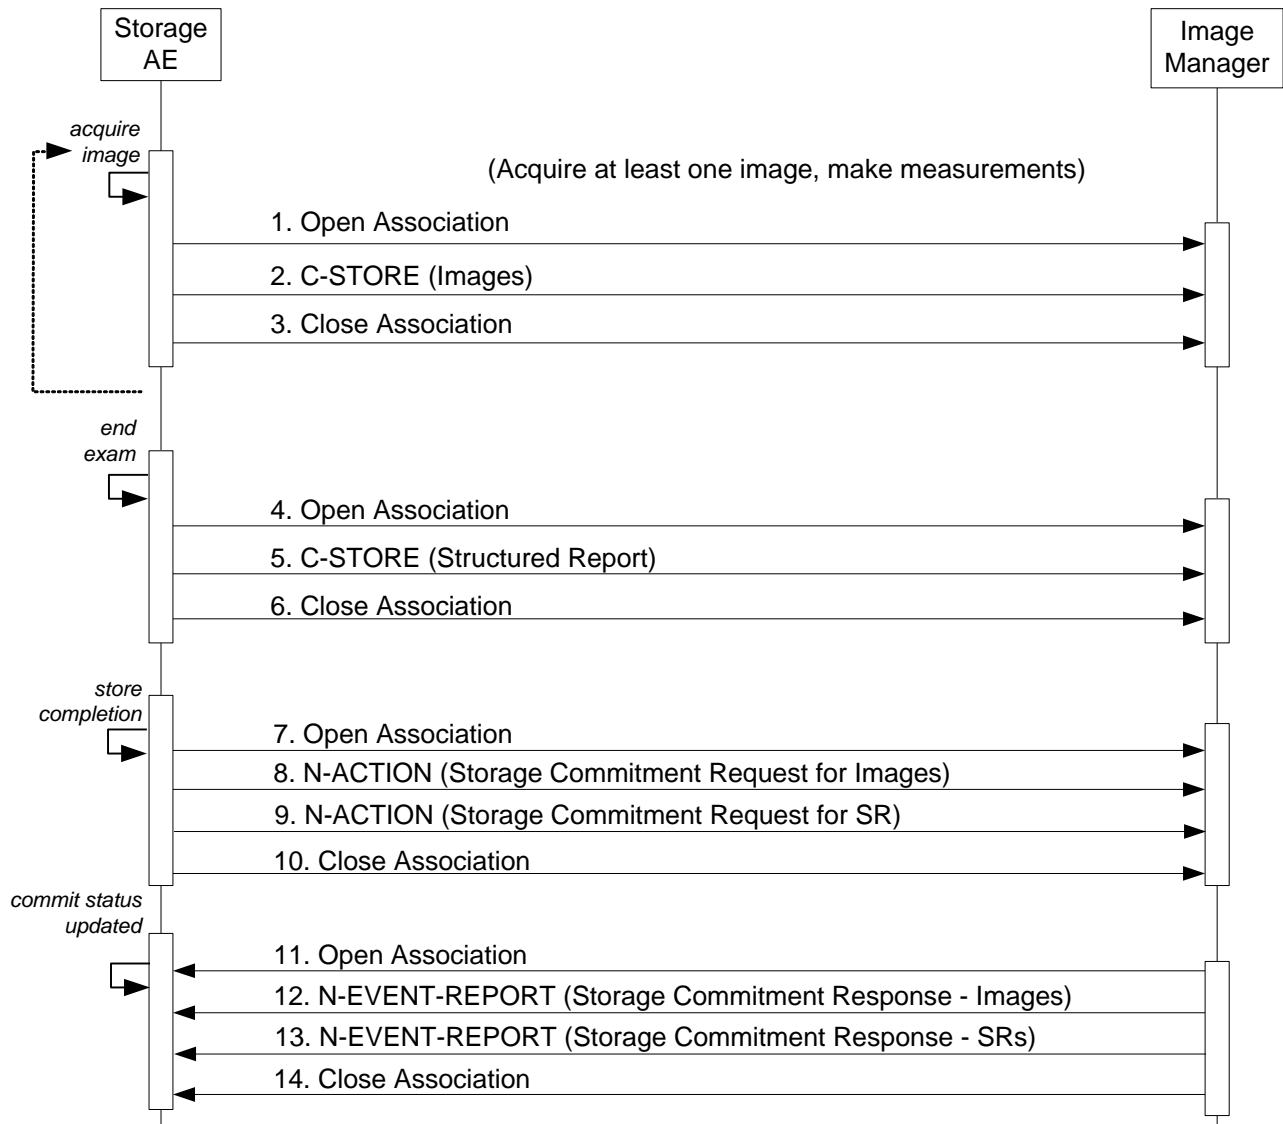 Storage
AE
Image
Manager
acquire
image
(Acquire at least one image, make measurements)
1. Open Association
2. C-STORE (Images)
3. Close Association
end
exam
4. Open Association
5. C-STORE (Structured Report)
6. Close Association
store
completion
7. Open Association
8. N-ACTION (Storage Commitment Request for Images)
9. N-ACTION (Storage Commitment Request for SR)
10. Close Association
commit status
updated
11. Open Association
12. N-EVENT-REPORT (Storage Commitment Response - Images)
13. N-EVENT-REPORT (Storage Commitment Response - SRs)
14. Close Association